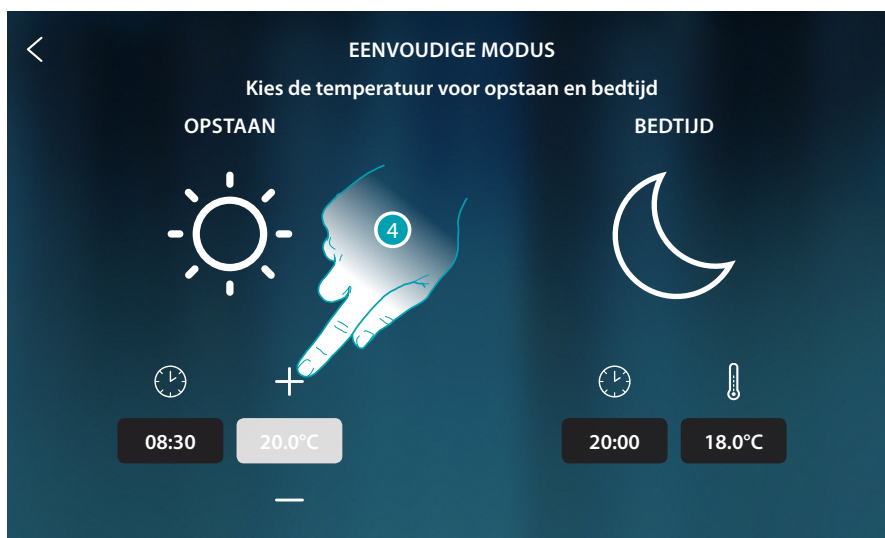 EENVOUDIGE MODUS
Kies de temperatuur voor opstaan en bedtijd
OPSTAAN
BEDTIJD
4
08:30
20.0°C
20:00
18.0°C